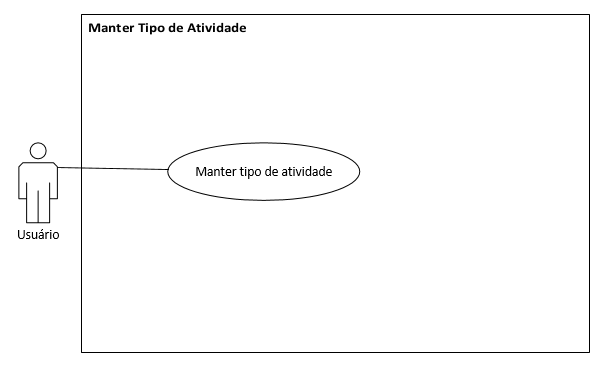 Manter Tipo de Atividade
Manter tipo de atividade
Usuário